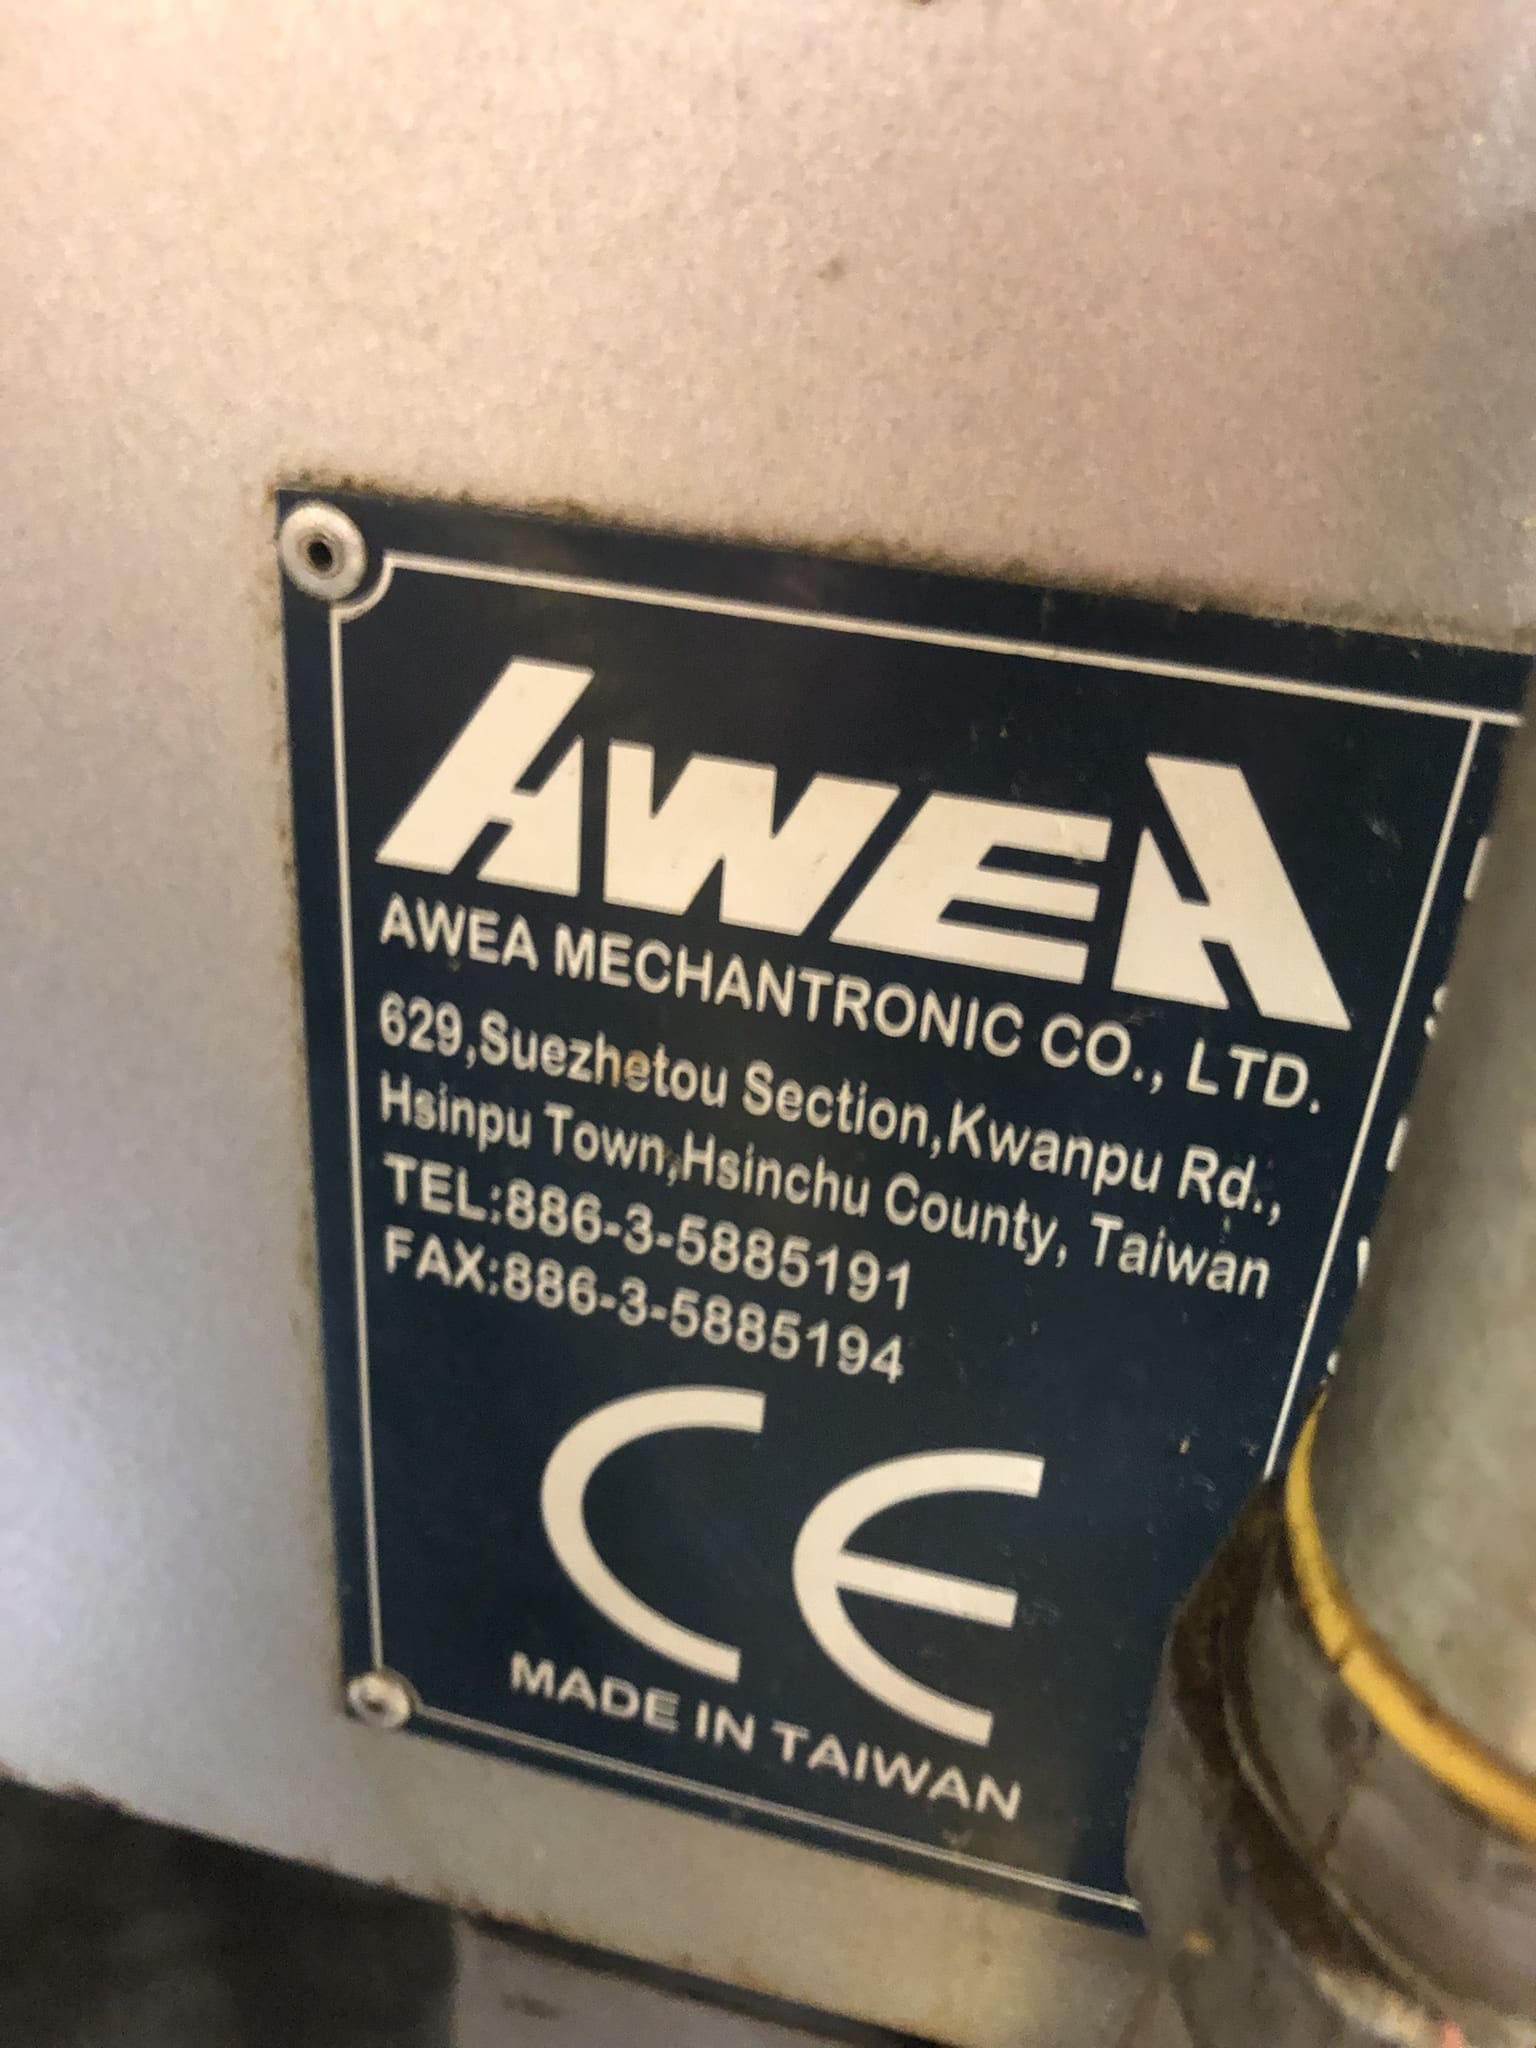 AWEA
AWEA MECHANTRONIC CO., LTD.
629,Suezhetou Section,Kwanpu Rd.,
Hsinpu Town,Hsinchu County, Taiwan
TEL:886-3-5885191
FAX:886-3-5885194
CE
MADE IN TAIWAN